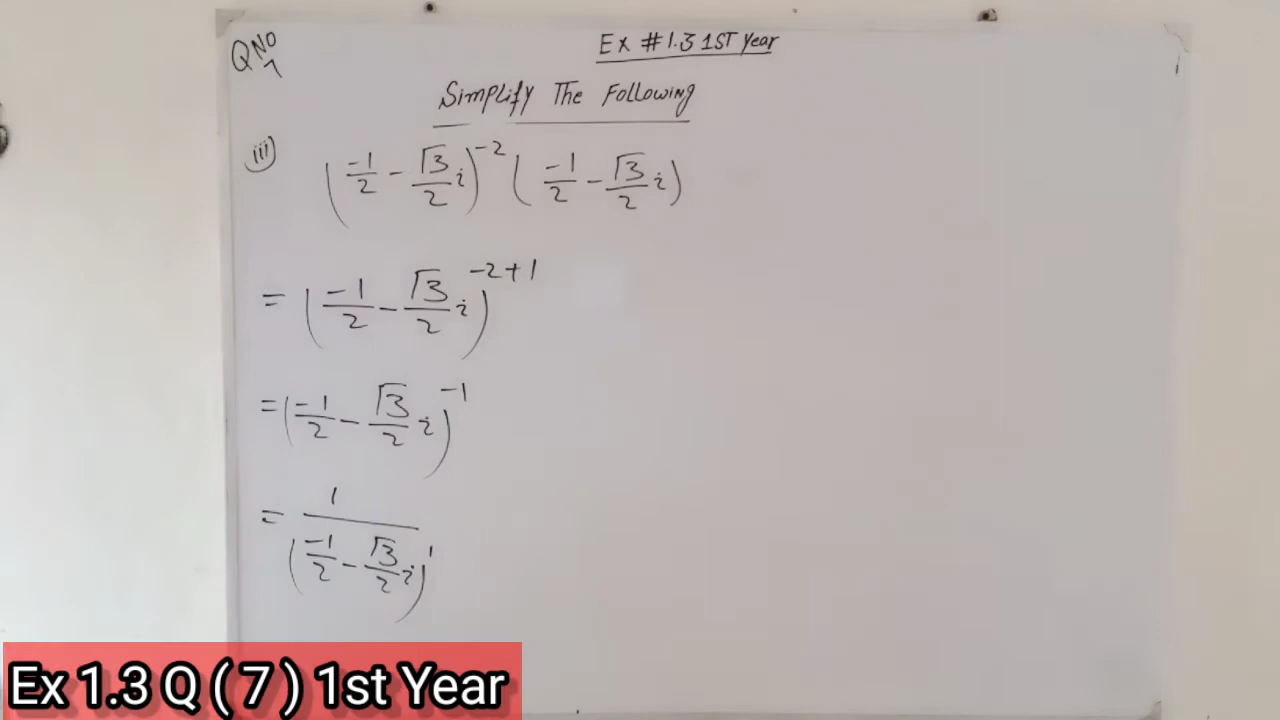 Ex # 1.3 1ST Year
Q NO 7
Simplify The Following
iii) (-1/2 - √3/2 i)^-2 (-1/2 - √3/2 i)
= (-1/2 - √3/2 i)^-2+1
= (-1/2 - √3/2 i)^-1
= 1/(-1/2 - √3/2 i)^1
Ex 1.3 Q ( 7 ) 1st Year